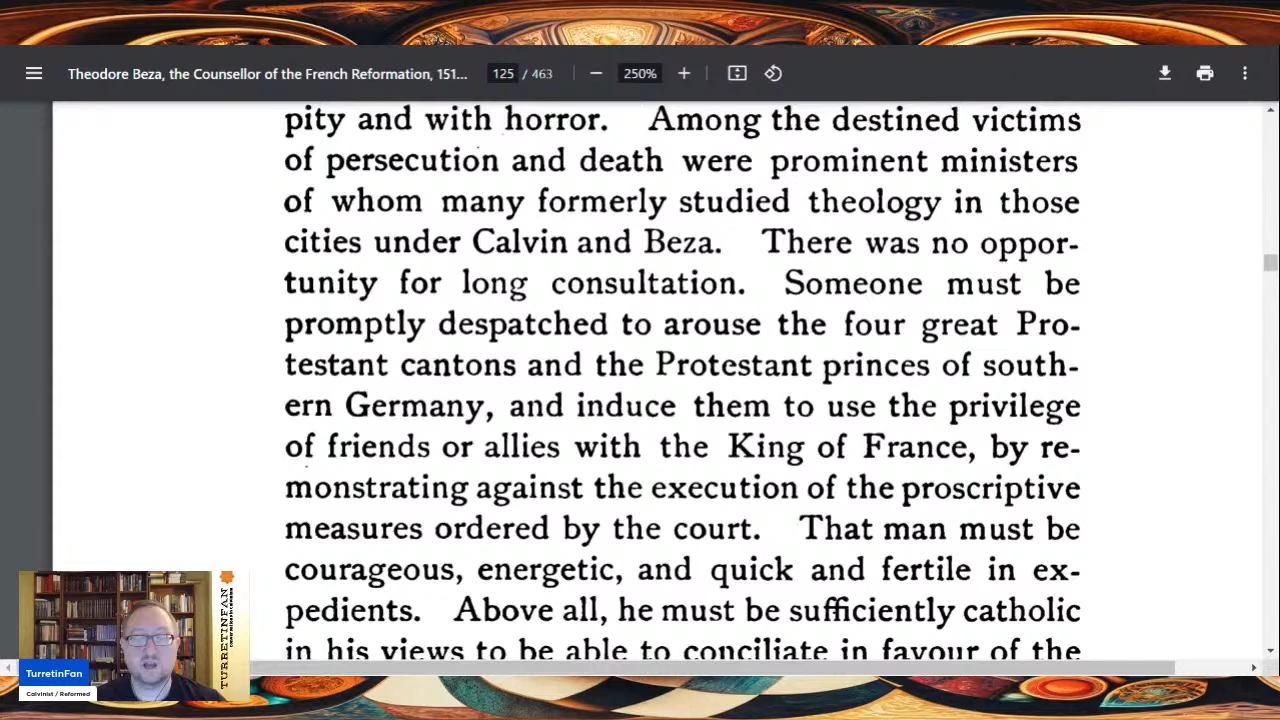 Theodore Beza, the Counsellor of the French Reformation, 151...
125 / 463
250%
pity and with horror. Among the destined victims
of persecution and death were prominent ministers
of whom many formerly studied theology in those
cities under Calvin and Beza. There was no oppor-
tunity for long consultation. Someone must be
promptly despatched to arouse the four great Pro-
testant cantons and the Protestant princes of south-
ern Germany, and induce them to use the privilege
of friends or allies with the King of France, by re-
monstrating against the execution of the proscriptive
measures ordered by the court. That man must be
courageous, energetic, and quick and fertile in ex-
pedients. Above all, he must be sufficiently catholic
in his views to be able to conciliate in favour of the
TURRETINFAN
TurretinFan
Calvinist / Reformed